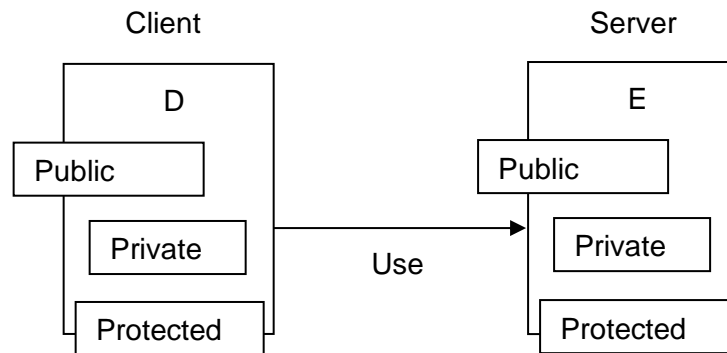 Client
Server
D
E
Public
Public
Private
Private
Use
Protected
Protected